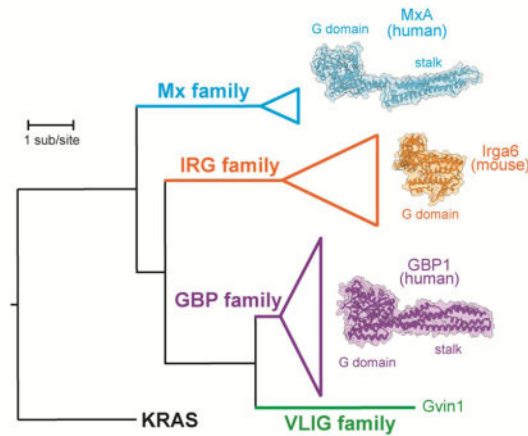 MxA
(human)
G domain
stalk
Mx family
1 sub/site
IRG family
Irga6
(mouse)
G domain
GBP1
(human)
GBP family
G domain
stalk
Gvin1
KRAS
VLIG family